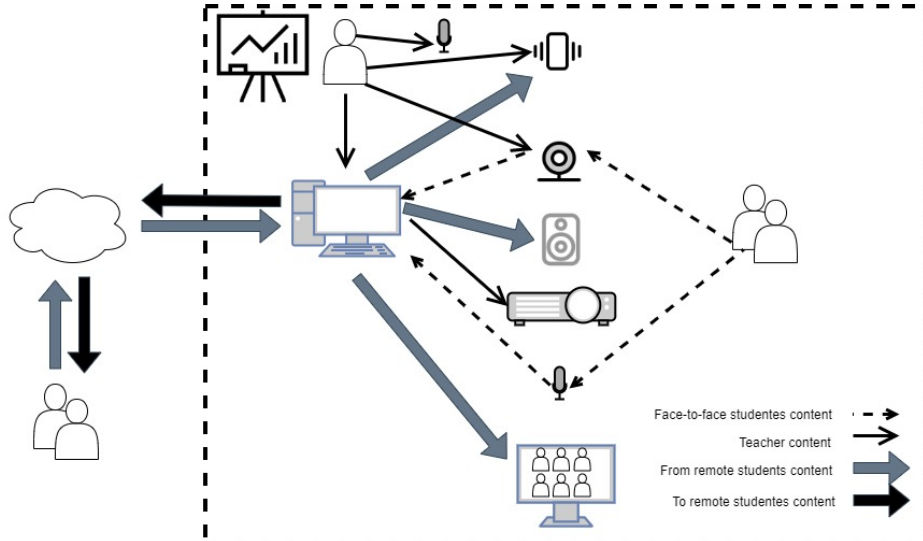 Face-to-face studentes content
Teacher content
From remote students content
To remote studentes content